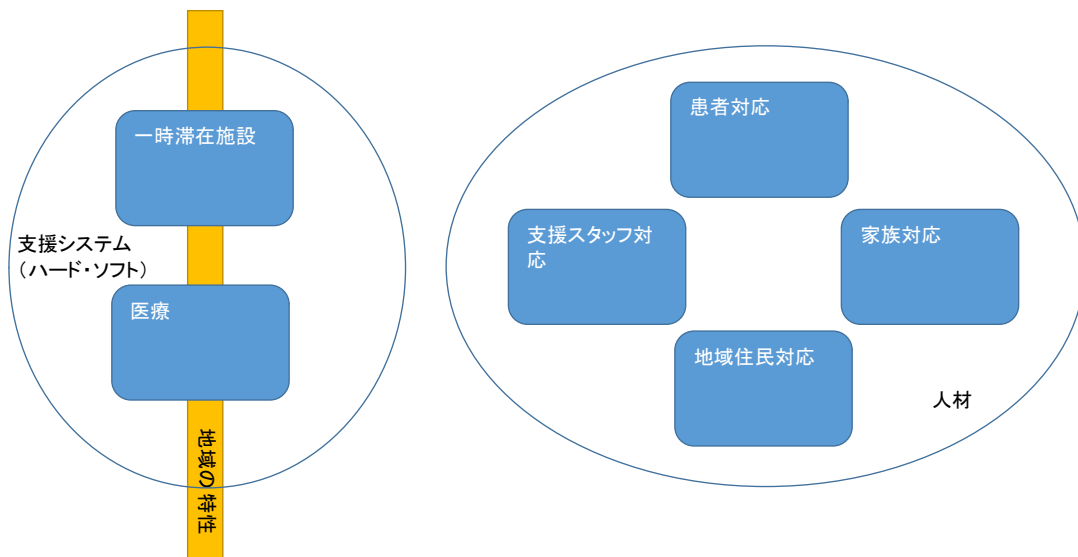 一時滞在施設
支援システム
（ハード・ソフト）
医療
地域の特性
患者対応
支援スタッフ対
応
家族対応
地域住民対応
人材